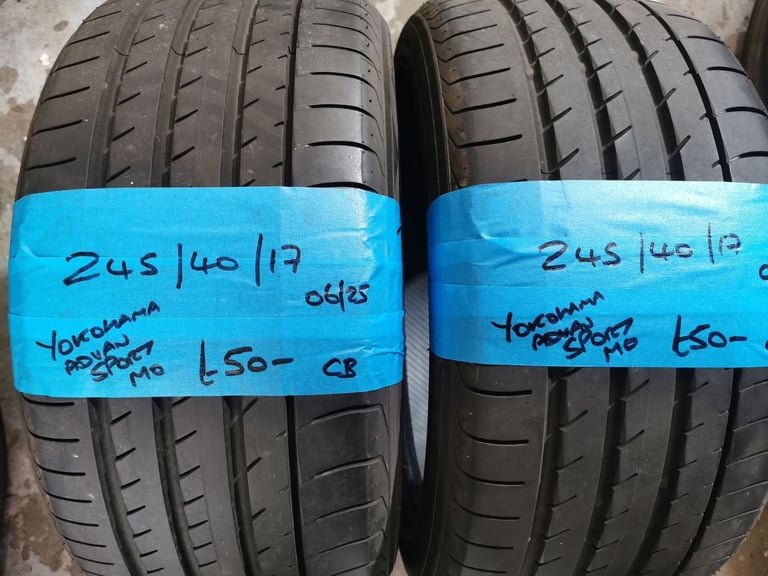 245/40/17
06/25
YOKOHAMA
ADVAN
SPORT
MO
£50-
CB
245/40/17
YOKOHAMA
ADVAN
SPORT
MO
£50-